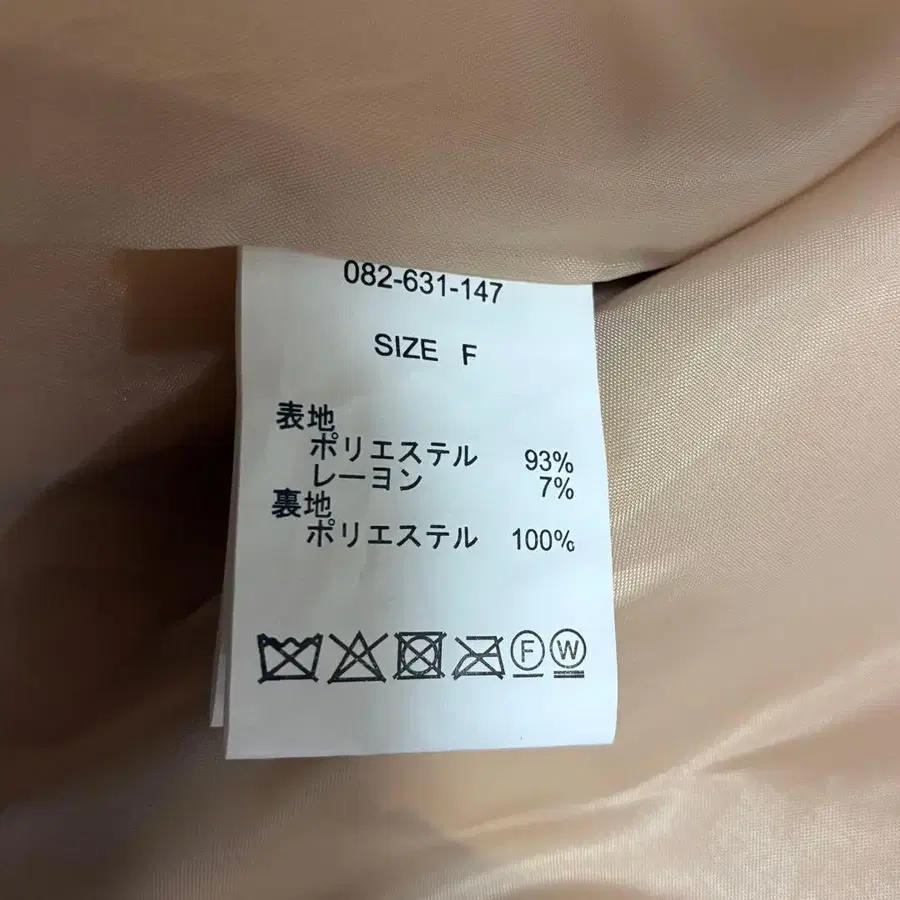 082-631-147
SIZE F
表地
ポリエステル 93%
レーヨン 7%
裏地
ポリエステル 100%
F W